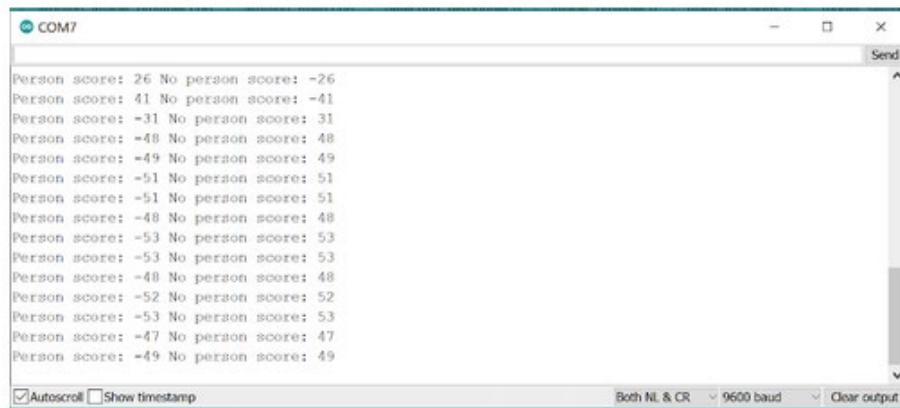 COM7
Send
Person score: 26 No person score: -26
Person score: 41 No person score: -41
Person score: -31 No person score: 31
Person score: -48 No person score: 48
Person score: -49 No person score: 49
Person score: -51 No person score: 51
Person score: -51 No person score: 51
Person score: -48 No person score: 48
Person score: -53 No person score: 53
Person score: -53 No person score: 53
Person score: -48 No person score: 48
Person score: -52 No person score: 52
Person score: -53 No person score: 53
Person score: -47 No person score: 47
Person score: -49 No person score: 49
Autoscroll Show timestamp Both NL & CR 9600 baud Clear output